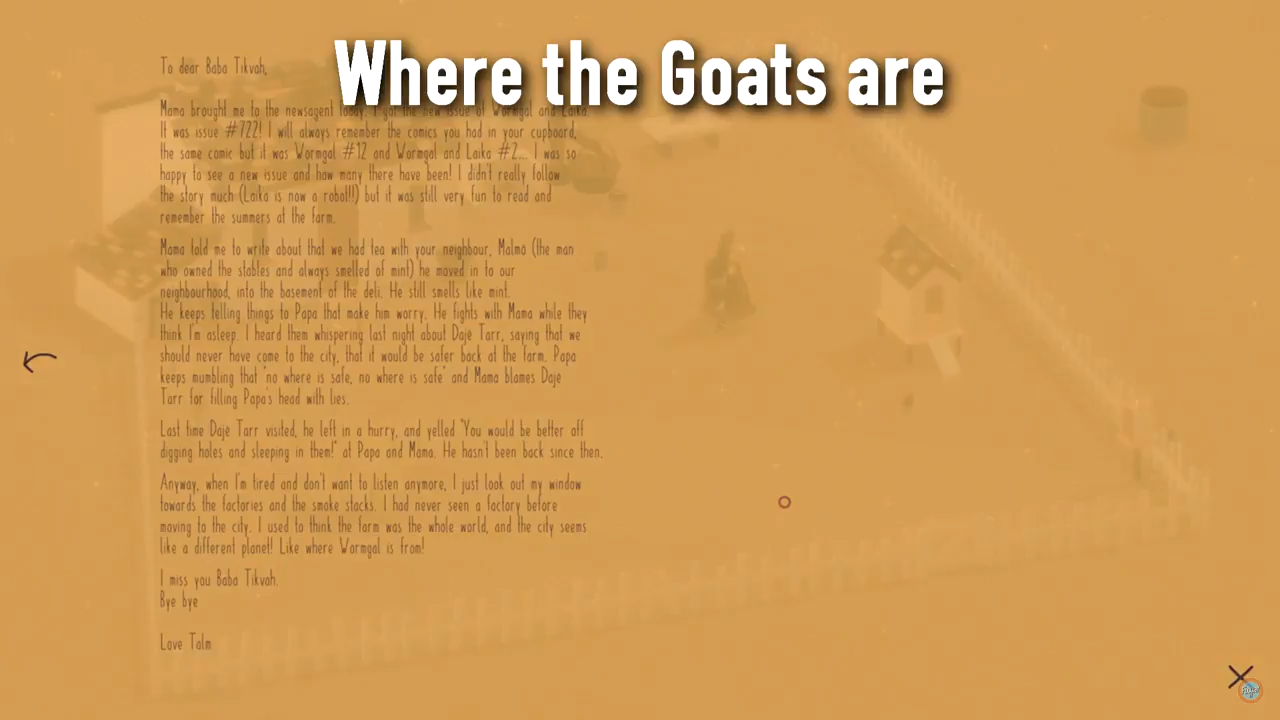 Where the Goats are
To dear Baba Tikvah,
Mama brought me to the newsagent today. I got the new issue of Wormgal and Laika.
It was issue #722! I will always remember the comics you had in your cupboard,
the same comic but it was Wormgal #12 and Wormgal and Laika #2... I was so
happy to see a new issue and how many there have been! I didn't really follow
the story much (Laika is now a robot!!) but it was still very fun to read and
remember the summers at the farm.
Mama told me to write about that we had tea with your neighbour, Malmo (the man
who owned the stables and always smelled of mint) he moved in to our
neighbourhood, into the basement of the deli. He still smells like mint.
He keeps telling things to Papa that make him worry. He fights with Mama while they
think I'm asleep. I heard them whispering last night about Daje Tarr, saying that we
should never have come to the city, that it would be safer back at the farm. Papa
keeps mumbling that "no where is safe, no where is safe" and Mama blames Daje
Tarr for filling Papa's head with lies.
Last time Daje Tarr visited, he left in a hurry, and yelled "You would be better off
digging holes and sleeping in them!" at Papa and Mama. He hasn't been back since then.
Anyway, when I'm tired and don't want to listen anymore, I just look out my window
towards the factories and the smoke stacks. I had never seen a factory before
moving to the city. I used to think the farm was the whole world, and the city seems
like a different planet! Like where Wormgal is from!
I miss you Baba Tikvah.
Bye bye
Love Talm